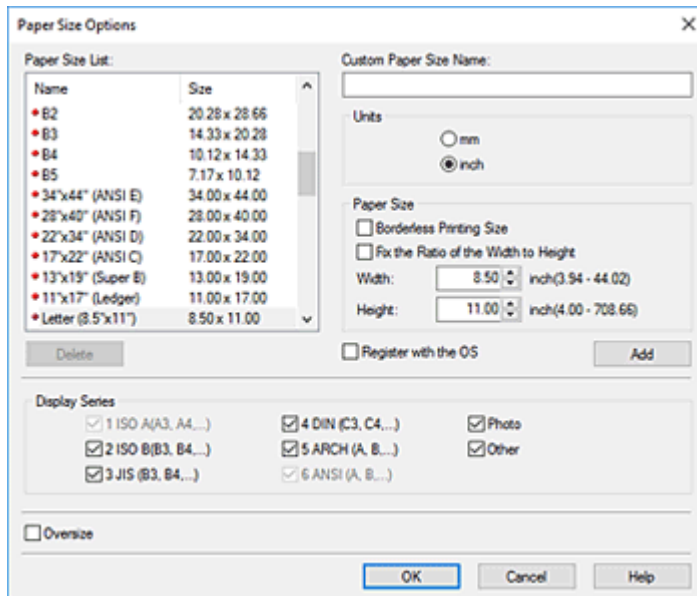 Paper Size Options
Paper Size List:
Name Size
B2 20.28 x 28.66
B3 14.33 x 20.28
B4 10.12 x 14.33
B5 7.17 x 10.12
34"x44" (ANSI E) 34.00 x 44.00
28"x40" (ANSI F) 28.00 x 40.00
22"x34" (ANSI D) 22.00 x 34.00
17"x22" (ANSI C) 17.00 x 22.00
13"x19" (Super B) 13.00 x 19.00
11"x17" (Ledger) 11.00 x 17.00
Letter (8.5"x11") 8.50 x 11.00
Delete
Custom Paper Size Name:
Units
mm
inch
Paper Size
Borderless Printing Size
Fix the Ratio of the Width to Height
Width: 8.50 inch(3.94 - 44.02)
Height: 11.00 inch(4.00 - 708.66)
Register with the OS Add
Display Series
1 ISO A(A3, A4,...) 4 DIN (C3, C4,...) Photo
2 ISO B(B3, B4,...) 5 ARCH (A, B,...) Other
3 JIS (B3, B4,...) 6 ANSI (A, B,...)
Oversize
OK Cancel Help